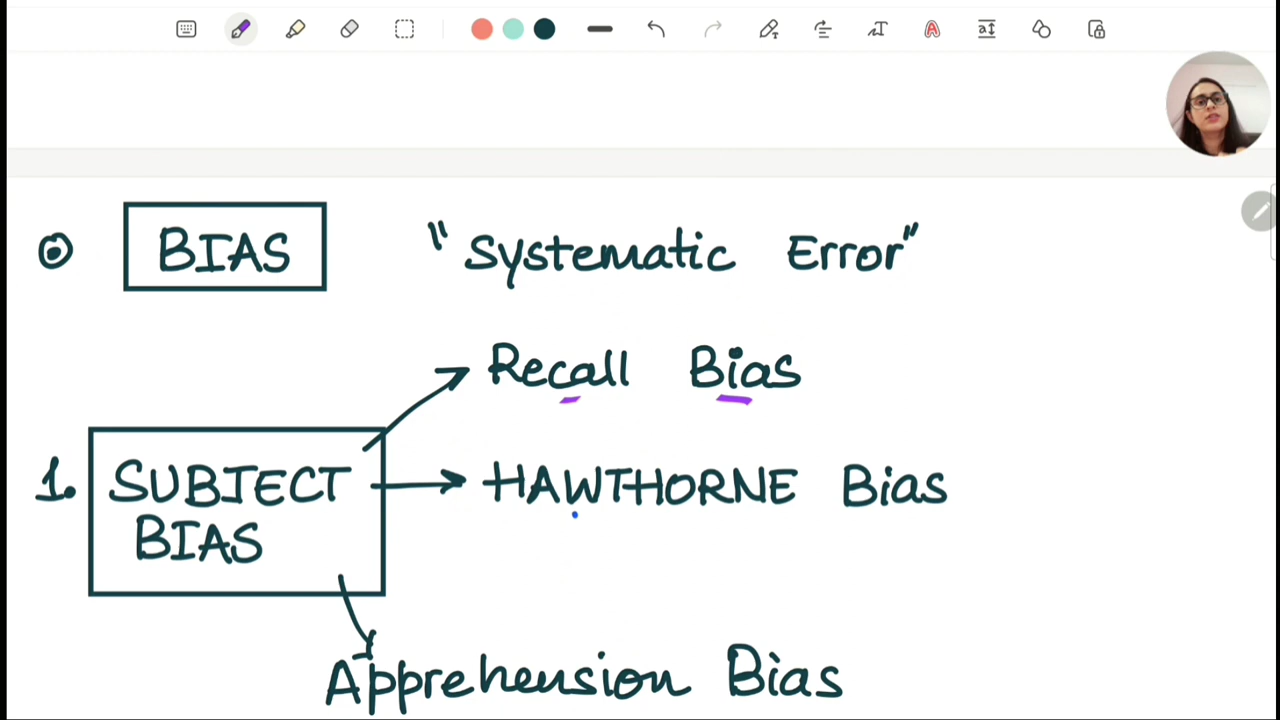 BIAS "Systematic Error"
Recall Bias
1. SUBJECT HAWTHORNE Bias
BIAS
Apprehension Bias